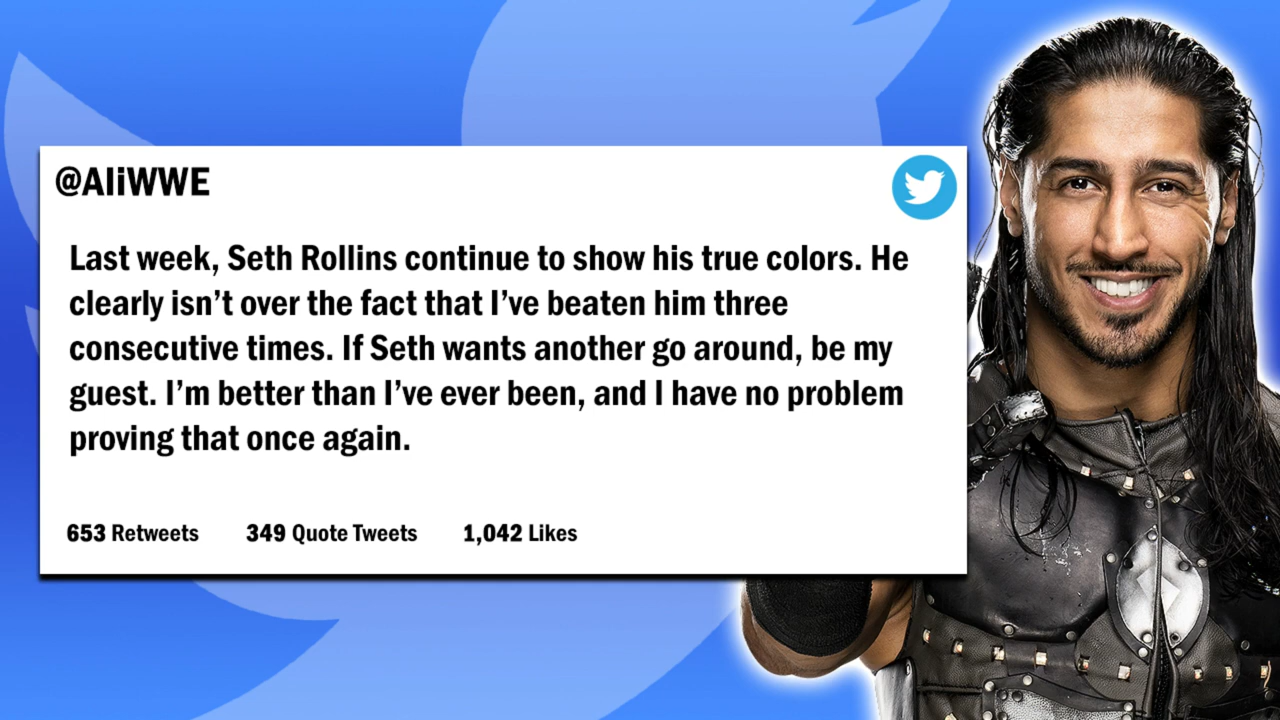 @AliWWE
Last week, Seth Rollins continue to show his true colors. He
clearly isn’t over the fact that I’ve beaten him three
consecutive times. If Seth wants another go around, be my
guest. I’m better than I’ve ever been, and I have no problem
proving that once again.
653 Retweets 349 Quote Tweets 1,042 Likes